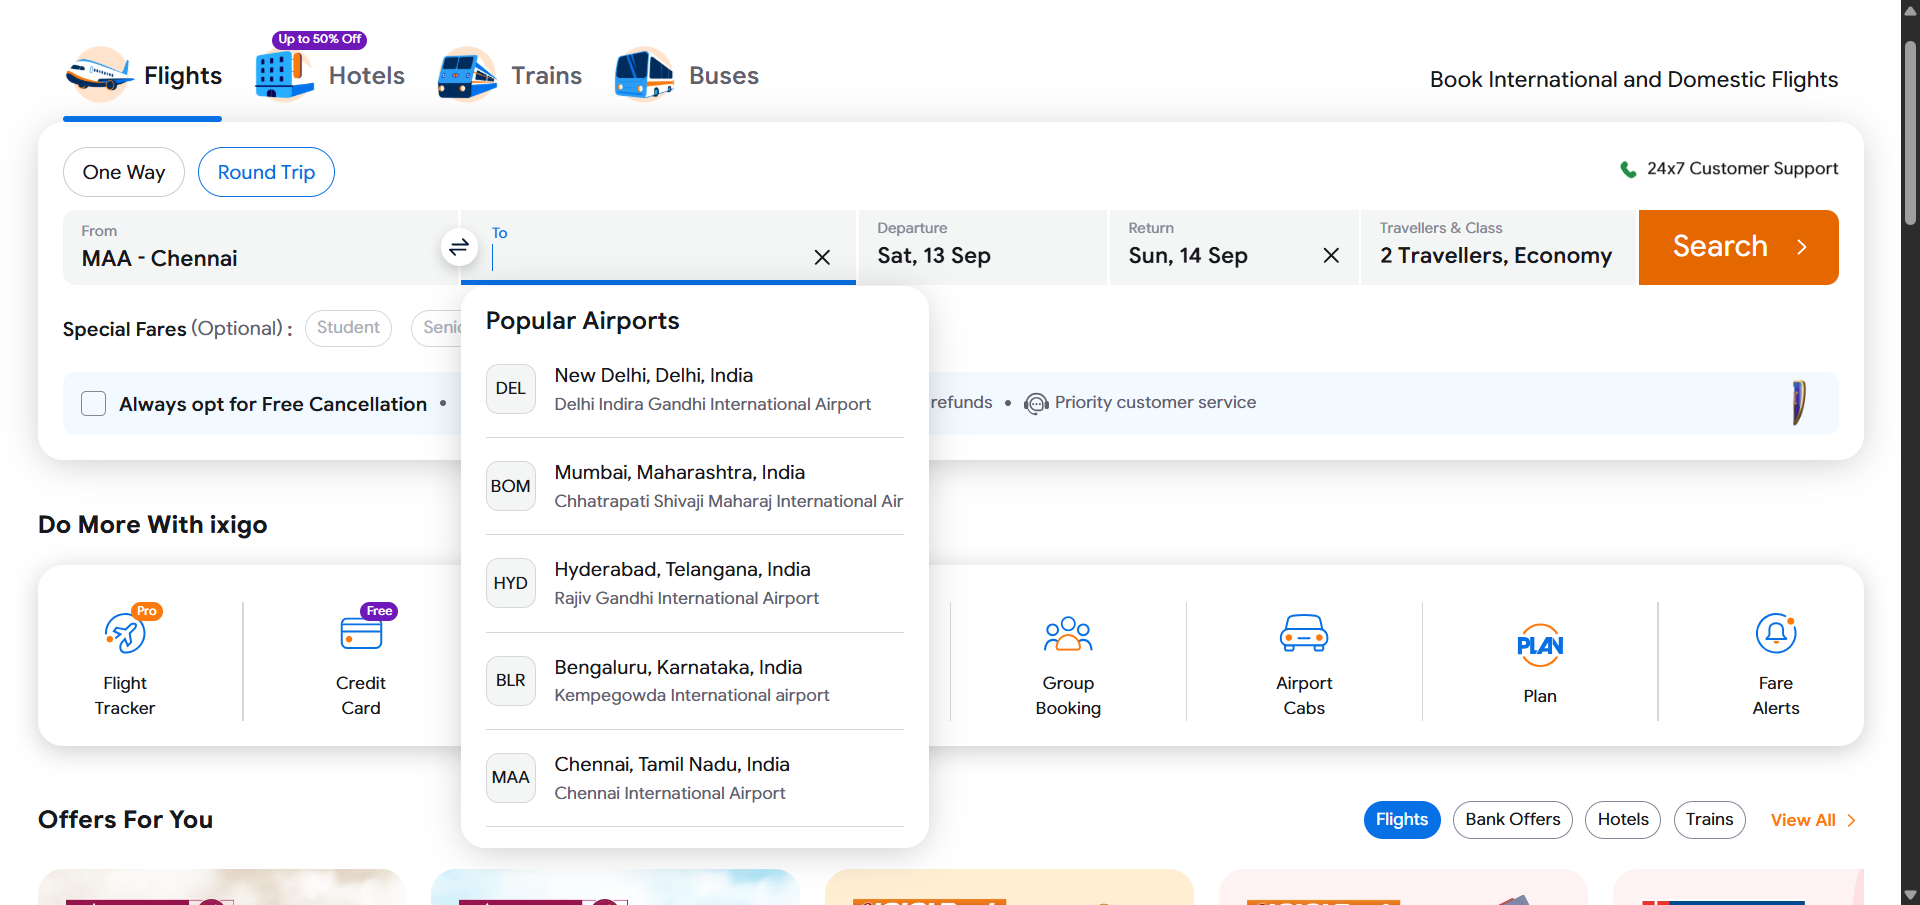 Up to 50% Off
Flights
Hotels
Trains
Buses
Book International and Domestic Flights
One Way
Round Trip
24x7 Customer Support
From
MAA - Chennai
To
Departure
Sat, 13 Sep
Return
Sun, 14 Sep
Travellers & Class
2 Travellers, Economy
Search
Special Fares (Optional) :
Student
Senio
Popular Airports
DEL
New Delhi, Delhi, India
Delhi Indira Gandhi International Airport
Always opt for Free Cancellation •
refunds • Priority customer service
BOM
Mumbai, Maharashtra, India
Chhatrapati Shivaji Maharaj International Air
HYD
Hyderabad, Telangana, India
Rajiv Gandhi International Airport
BLR
Bengaluru, Karnataka, India
Kempegowda International airport
MAA
Chennai, Tamil Nadu, India
Chennai International Airport
Do More With ixigo
Pro
Flight
Tracker
Free
Credit
Card
Group
Booking
Airport
Cabs
PLAN
Plan
Fare
Alerts
Offers For You
Flights
Bank Offers
Hotels
Trains
View All